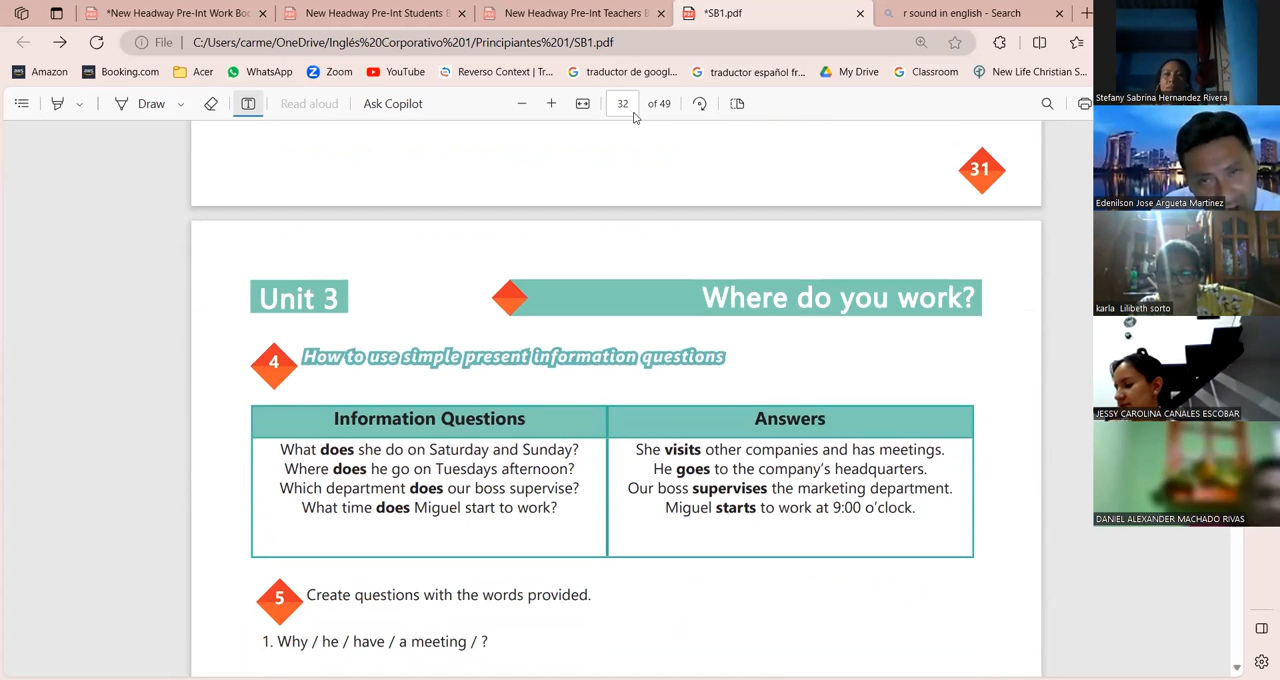 *New Headway Pre-Int Work Boo
New Headway Pre-Int Students B
New Headway Pre-Int Teachers B
*SB1.pdf
r sound in english - Search
File
C:/Users/carme/OneDrive/Inglés%20Corporativo%201/Principiantes%201/SB1.pdf
Amazon
Booking.com
Acer
WhatsApp
Zoom
YouTube
Reverso Context | Tr...
traductor de googl...
traductor español fr...
My Drive
Classroom
New Life Christian S...
Draw
Read aloud
Ask Copilot
32
of 49
31
Unit 3
Where do you work?
4
How to use simple present information questions
Information Questions
What does she do on Saturday and Sunday?
Where does he go on Tuesdays afternoon?
Which department does our boss supervise?
What time does Miguel start to work?
Answers
She visits other companies and has meetings.
He goes to the company's headquarters.
Our boss supervises the marketing department.
Miguel starts to work at 9:00 o'clock.
5
Create questions with the words provided.
1. Why / he / have / a meeting / ?
Stefany Sabrina Hernandez Rivera
Edenilson Jose Argueta Martinez
karla Lilibeth sorto
JESSY CAROLINA CANALES ESCOBAR
DANIEL ALEXANDER MACHADO RIVAS